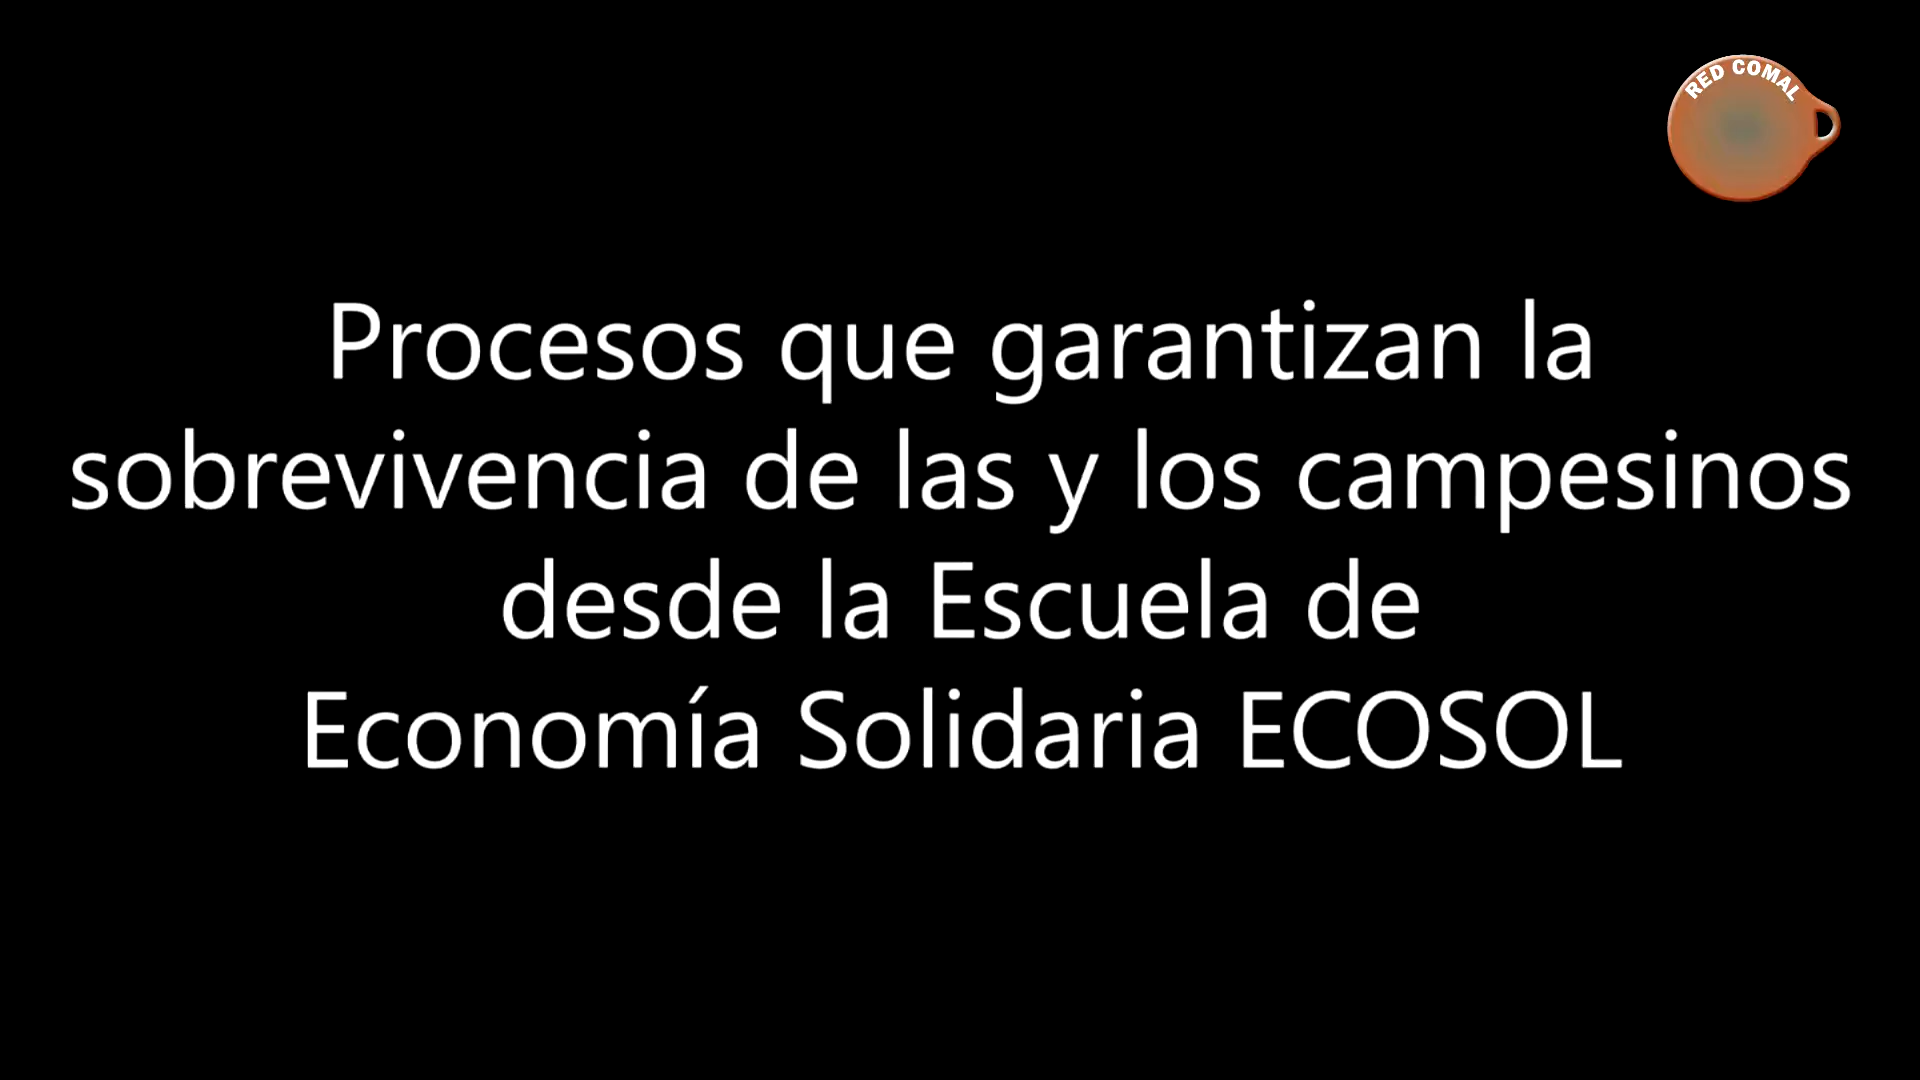 RED COMAL
Procesos que garantizan la
sobrevivencia de las y los campesinos
desde la Escuela de
Economía Solidaria ECOSOL